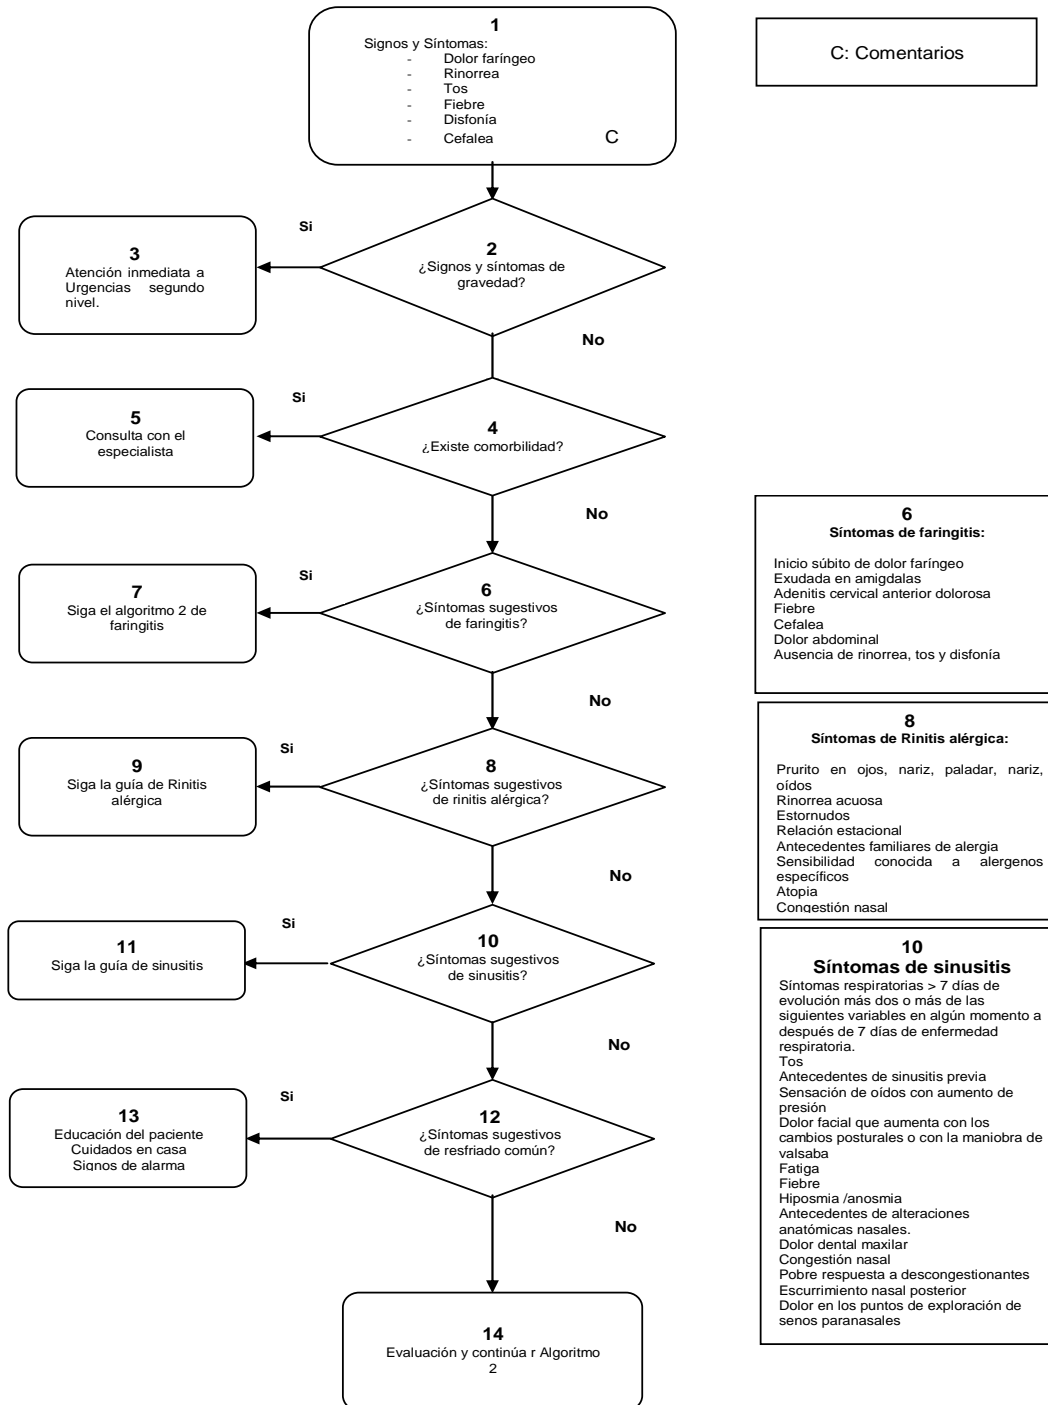 1
Signos y Síntomas:
- Dolor faríngeo
- Rinorrea
- Tos
- Fiebre
- Disfonía
- Cefalea C
C: Comentarios
Si
2
¿Signos y síntomas de
gravedad?
3
Atención inmediata a
Urgencias segundo
nivel.
No
Si
4
¿Existe comorbilidad?
5
Consulta con el
especialista
No
Si
6
¿Síntomas sugestivos
de faringitis?
7
Siga el algoritmo 2 de
faringitis
6
Síntomas de faringitis:
Inicio súbito de dolor faríngeo
Exudada en amigdalas
Adenitis cervical anterior dolorosa
Fiebre
Cefalea
Dolor abdominal
Ausencia de rinorrea, tos y disfonía
No
Si
8
¿Síntomas sugestivos
de rinitis alérgica?
9
Siga la guía de Rinitis
alérgica
8
Síntomas de Rinitis alérgica:
Prurito en ojos, nariz, paladar, nariz,
oídos
Rinorrea acuosa
Estornudos
Relación estacional
Antecedentes familiares de alergia
Sensibilidad conocida a alergenos
específicos
Atopia
Congestión nasal
No
Si
10
¿Síntomas sugestivos
de sinusitis?
11
Siga la guía de sinusitis
10
Síntomas de sinusitis
Síntomas respiratorias > 7 días de
evolución más dos o más de las
siguientes variables en algún momento a
después de 7 días de enfermedad
respiratoria.
Tos
Antecedentes de sinusitis previa
Sensación de oídos con aumento de
presión
Dolor facial que aumenta con los
cambios posturales o con la maniobra de
valsaba
Fatiga
Fiebre
Hiposmia /anosmia
Antecedentes de alteraciones
anatómicas nasales.
Dolor dental maxilar
Congestión nasal
Pobre respuesta a descongestionantes
Escurrimiento nasal posterior
Dolor en los puntos de exploración de
senos paranasales
No
Si
12
¿Síntomas sugestivos
de resfriado común?
13
Educación del paciente
Cuidados en casa
Signos de alarma
No
14
Evaluación y continúa r Algoritmo
2